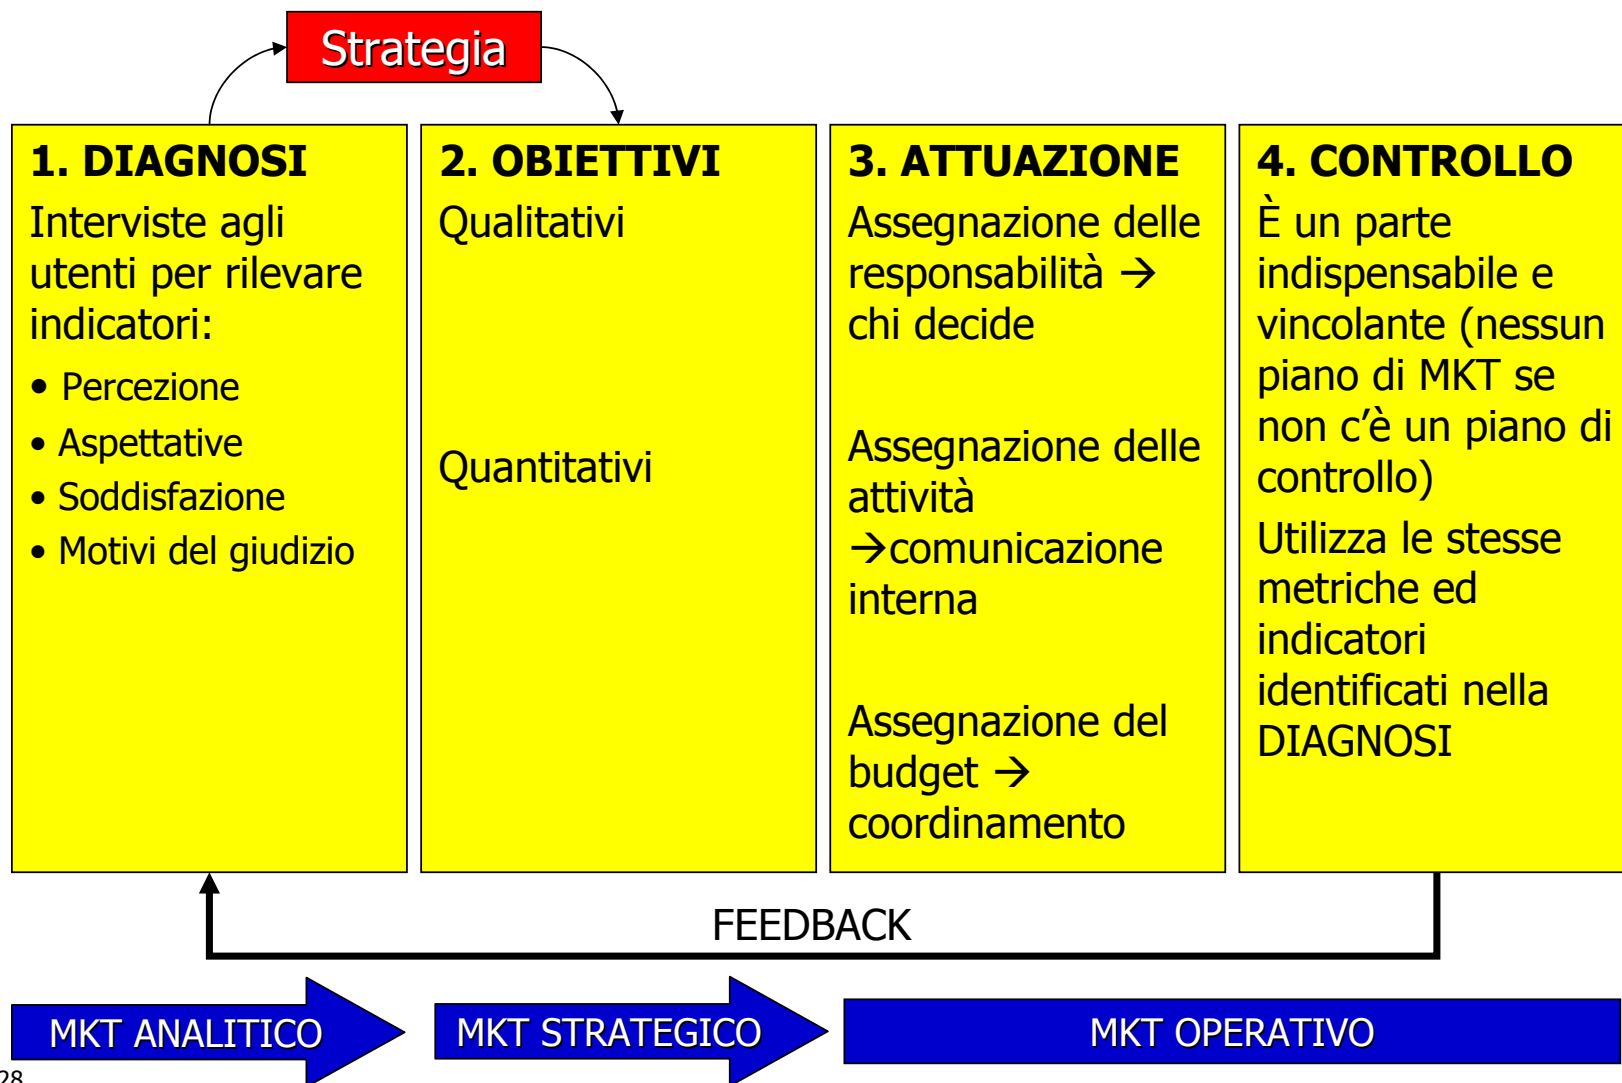 Strategia
1. DIAGNOSI
Interviste agli
utenti per rilevare
indicatori:
• Percezione
• Aspettative
• Soddisfazione
• Motivi del giudizio
2. OBIETTIVI
Qualitativi
Quantitativi
3. ATTUAZIONE
Assegnazione delle
responsabilità →
chi decide
Assegnazione delle
attività
→comunicazione
interna
Assegnazione del
budget →
coordinamento
4. CONTROLLO
È un parte
indispensabile e
vincolante (nessun
piano di MKT se
non c’è un piano di
controllo)
Utilizza le stesse
metriche ed
indicatori
identificati nella
DIAGNOSI
FEEDBACK
MKT ANALITICO
MKT STRATEGICO
MKT OPERATIVO
28